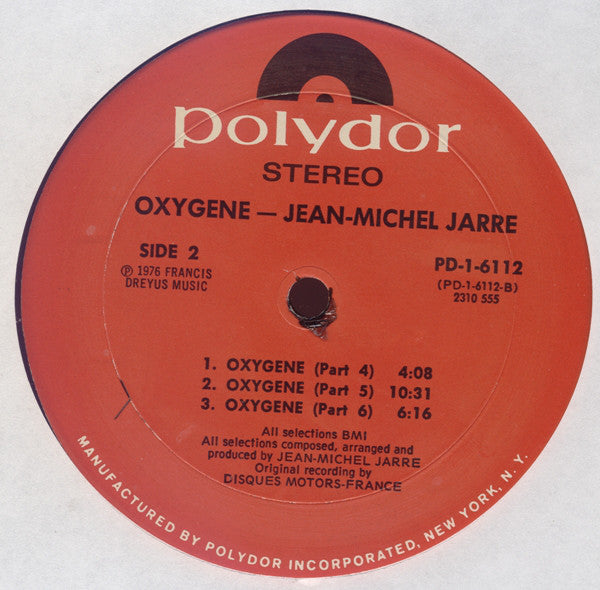 polydor
STEREO
OXYGENE — JEAN-MICHEL JARRE
SIDE 2
℗ 1976 FRANCIS
DREYUS MUSIC
PD-1-6112
(PD-1-6112-B)
2310 555
1. OXYGENE (Part 4) 4:08
2. OXYGENE (Part 5) 10:31
3. OXYGENE (Part 6) 6:16
All selections BMI
All selections composed, arranged and
produced by JEAN-MICHEL JARRE
Original recording by
DISQUES MOTORS-FRANCE
MANUFACTURED BY POLYDOR INCORPORATED, NEW YORK, N.Y.